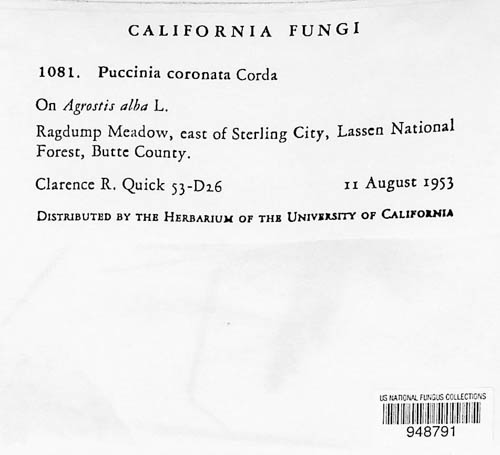 CALIFORNIA FUNGI
1081. Puccinia coronata Corda
On Agrostis alba L.
Ragdump Meadow, east of Sterling City, Lassen National
Forest, Butte County.
Clarence R. Quick 53-D26 11 August 1953
DISTRIBUTED BY THE HERBARIUM OF THE UNIVERSITY OF CALIFORNIA
US NATIONAL FUNGUS COLLECTIONS
948791